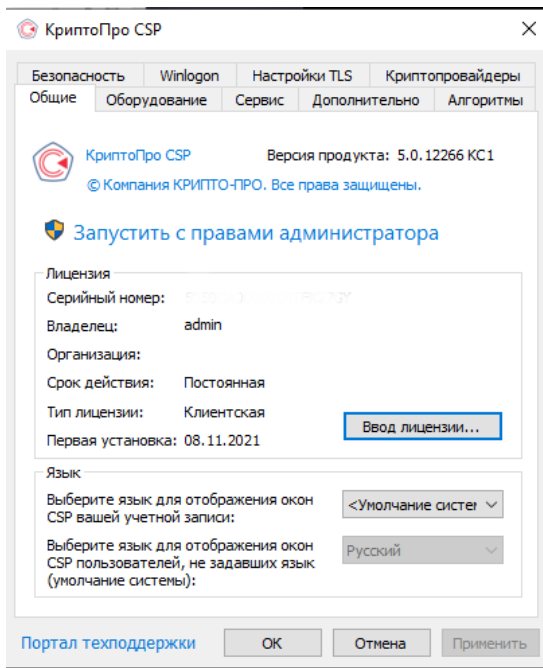 КриптоПро CSP
Безопасность Winlogon Настройки TLS Криптопровайдеры
Общие Оборудование Сервис Дополнительно Алгоритмы
КриптоПро CSP Версия продукта: 5.0.12266 КС1
© Компания КРИПТО-ПРО. Все права защищены.
Запустить с правами администратора
Лицензия
Серийный номер:
Владелец: admin
Организация:
Срок действия: Постоянная
Тип лицензии: Клиентская
Ввод лицензии...
Первая установка: 08.11.2021
Язык
Выберите язык для отображения окон
CSP вашей учетной записи:
<Умолчание систе
Выберите язык для отображения окон
CSP пользователей, не задавших язык
(умолчание системы):
Русский
Портал техподдержки ОК Отмена Применить